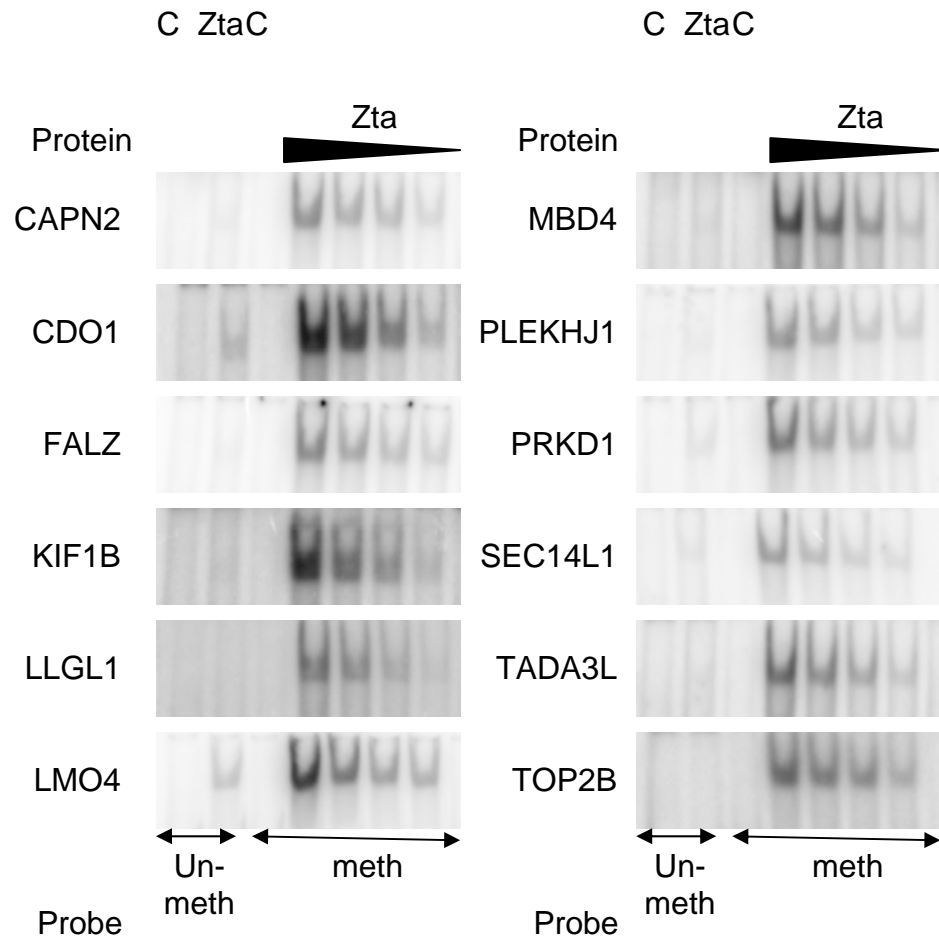 C ZtaC
C ZtaC
Zta
Zta
Protein
Protein
CAPN2
MBD4
CDO1
PLEKHJ1
FALZ
PRKD1
KIF1B
SEC14L1
LLGL1
TADA3L
LMO4
TOP2B
Un-
meth
meth
Un-
meth
meth
Probe
Probe